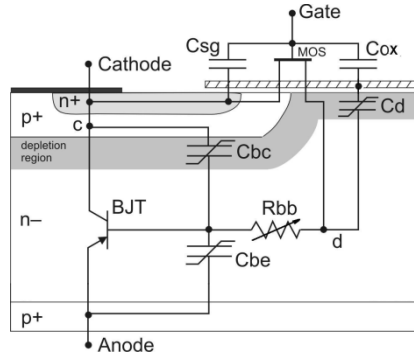 Gate
Csg
MOS
Cox
Cathode
n+
Cd
p+
c
depletion
region
Cbc
n–
BJT
Rbb
d
Cbe
p+
Anode